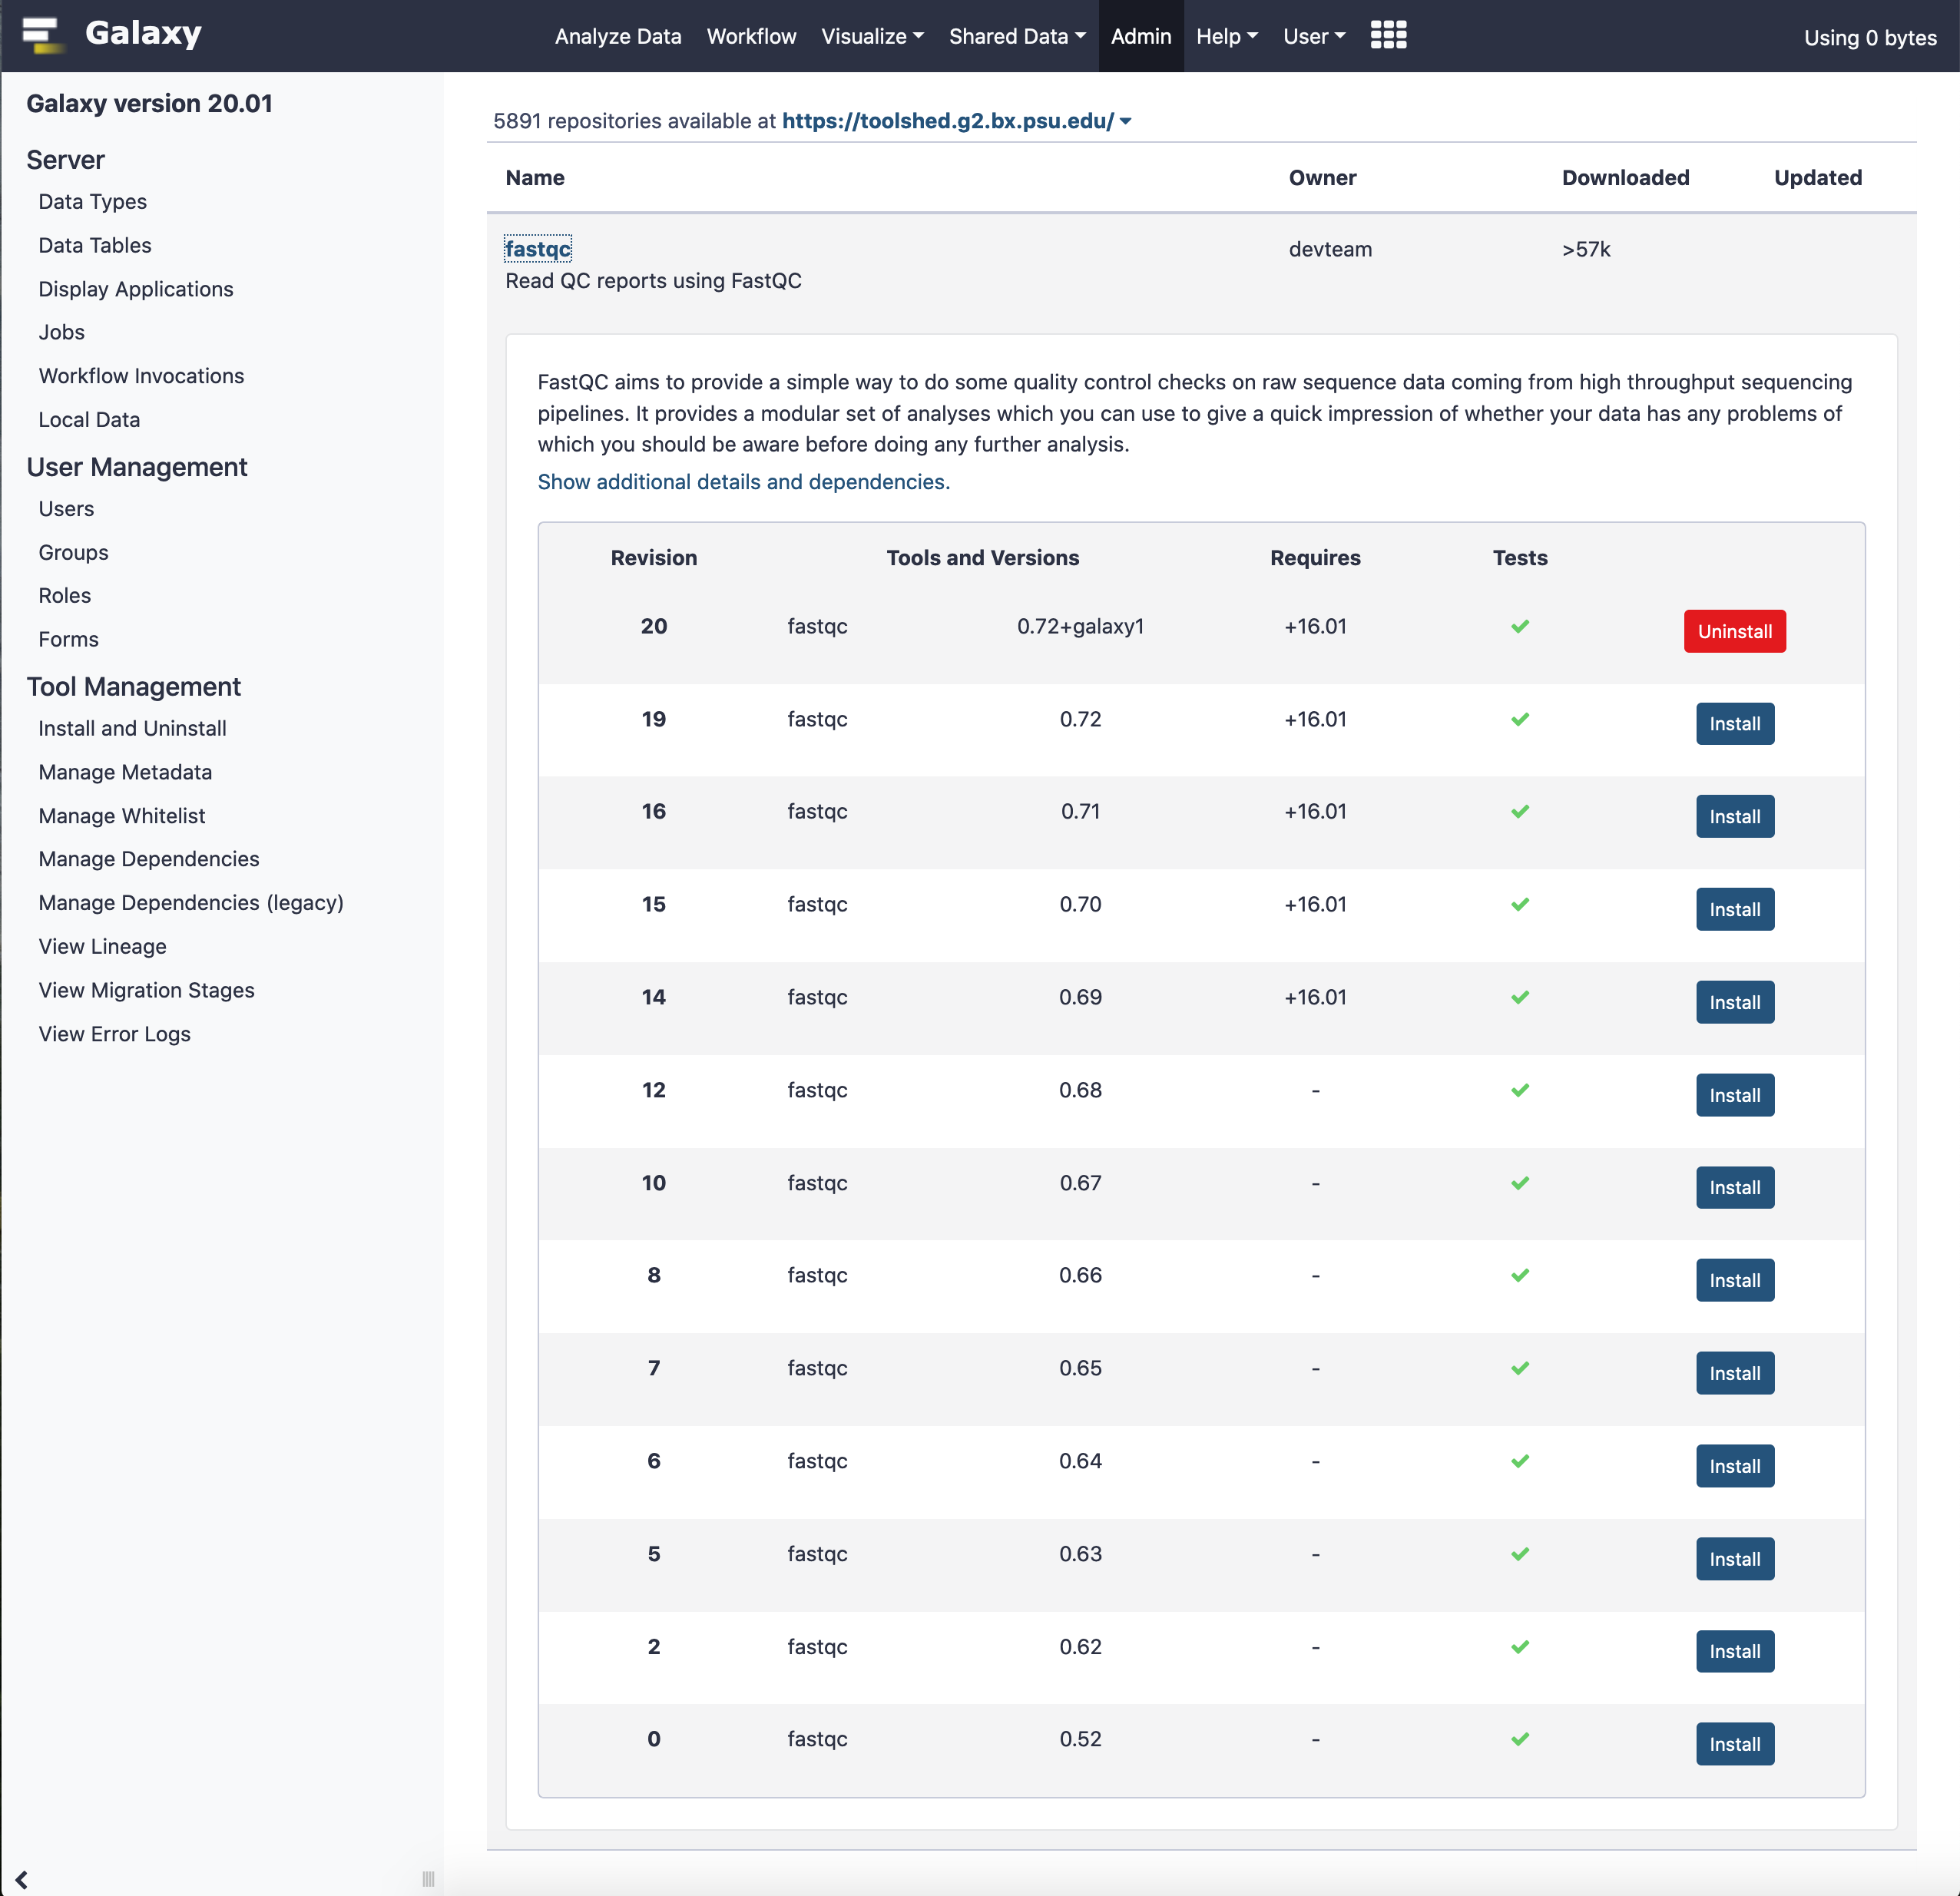 Galaxy
Analyze Data Workflow Visualize Shared Data Admin Help User
Using 0 bytes
Galaxy version 20.01
Server
Data Types
Data Tables
Display Applications
Jobs
Workflow Invocations
Local Data
User Management
Users
Groups
Roles
Forms
Tool Management
Install and Uninstall
Manage Metadata
Manage Whitelist
Manage Dependencies
Manage Dependencies (legacy)
View Lineage
View Migration Stages
View Error Logs
5891 repositories available at https://toolshed.g2.bx.psu.edu/
Name Owner Downloaded Updated
fastqc devteam >57k
Read QC reports using FastQC
FastQC aims to provide a simple way to do some quality control checks on raw sequence data coming from high throughput sequencing
pipelines. It provides a modular set of analyses which you can use to give a quick impression of whether your data has any problems of
which you should be aware before doing any further analysis.
Show additional details and dependencies.
Revision Tools and Versions Requires Tests
20 fastqc 0.72+galaxy1 +16.01 Uninstall
19 fastqc 0.72 +16.01 Install
16 fastqc 0.71 +16.01 Install
15 fastqc 0.70 +16.01 Install
14 fastqc 0.69 +16.01 Install
12 fastqc 0.68 - Install
10 fastqc 0.67 - Install
8 fastqc 0.66 - Install
7 fastqc 0.65 - Install
6 fastqc 0.64 - Install
5 fastqc 0.63 - Install
2 fastqc 0.62 - Install
0 fastqc 0.52 - Install